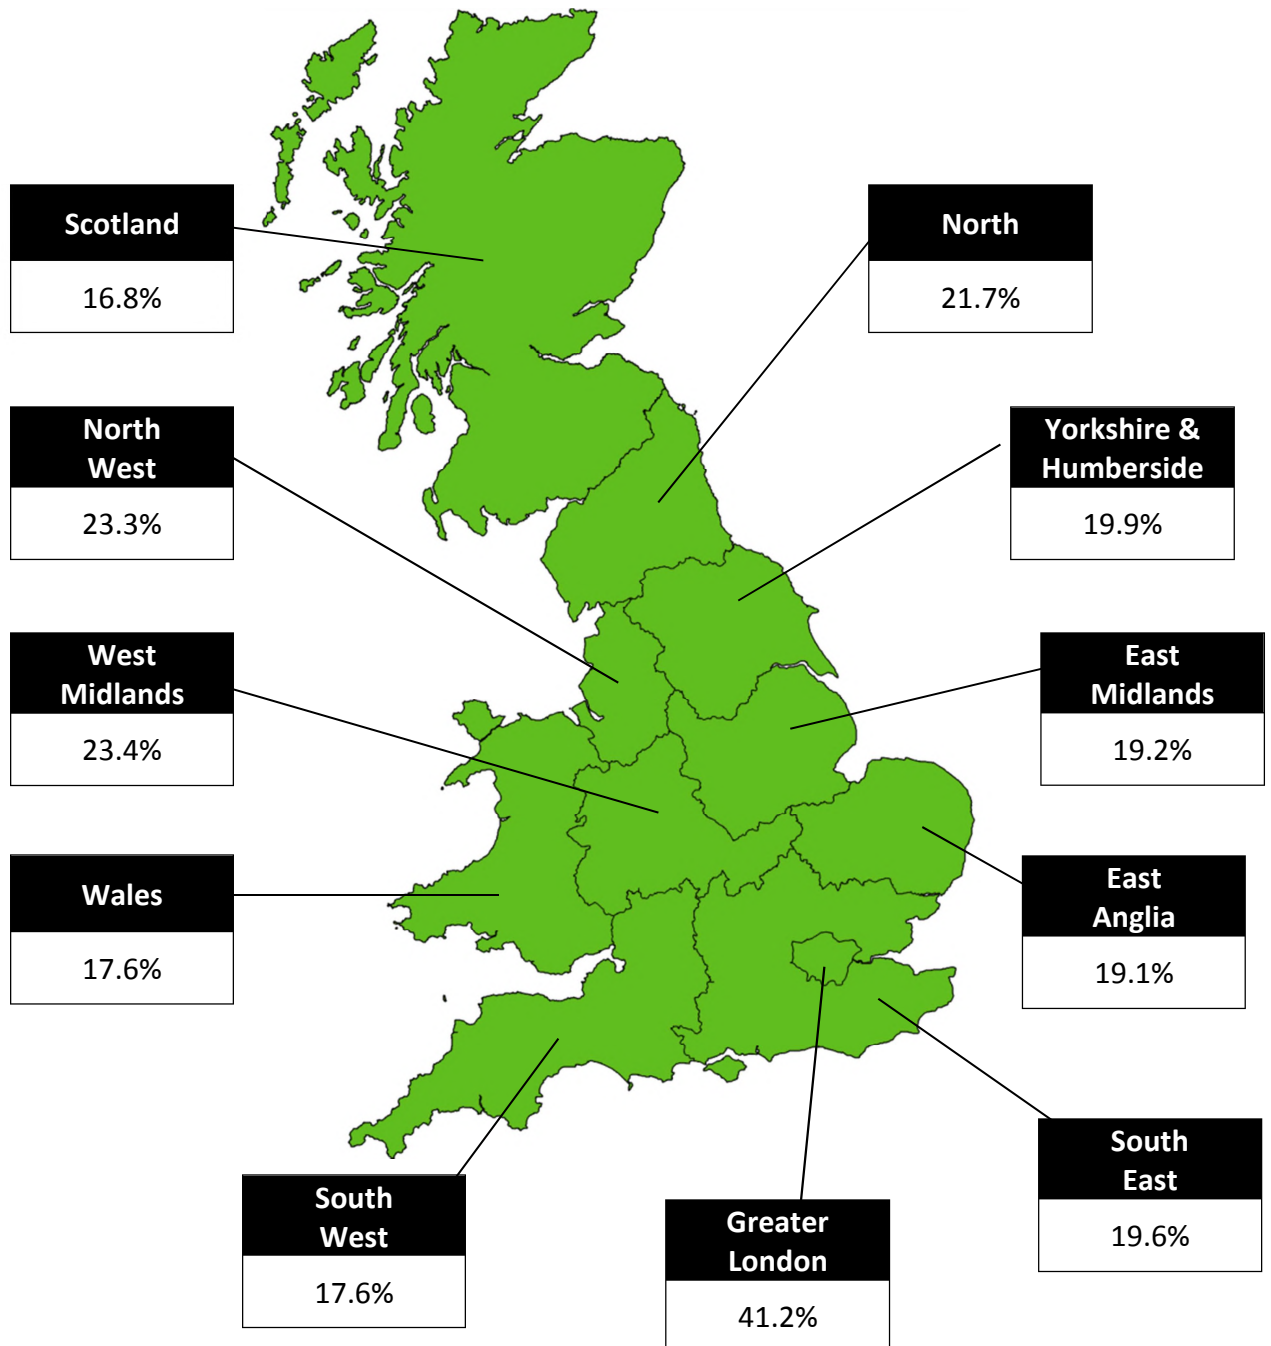 Scotland
16.8%
North
21.7%
North
West
23.3%
Yorkshire &
Humberside
19.9%
West
Midlands
23.4%
East
Midlands
19.2%
Wales
17.6%
East
Anglia
19.1%
South
West
17.6%
Greater
London
41.2%
South
East
19.6%